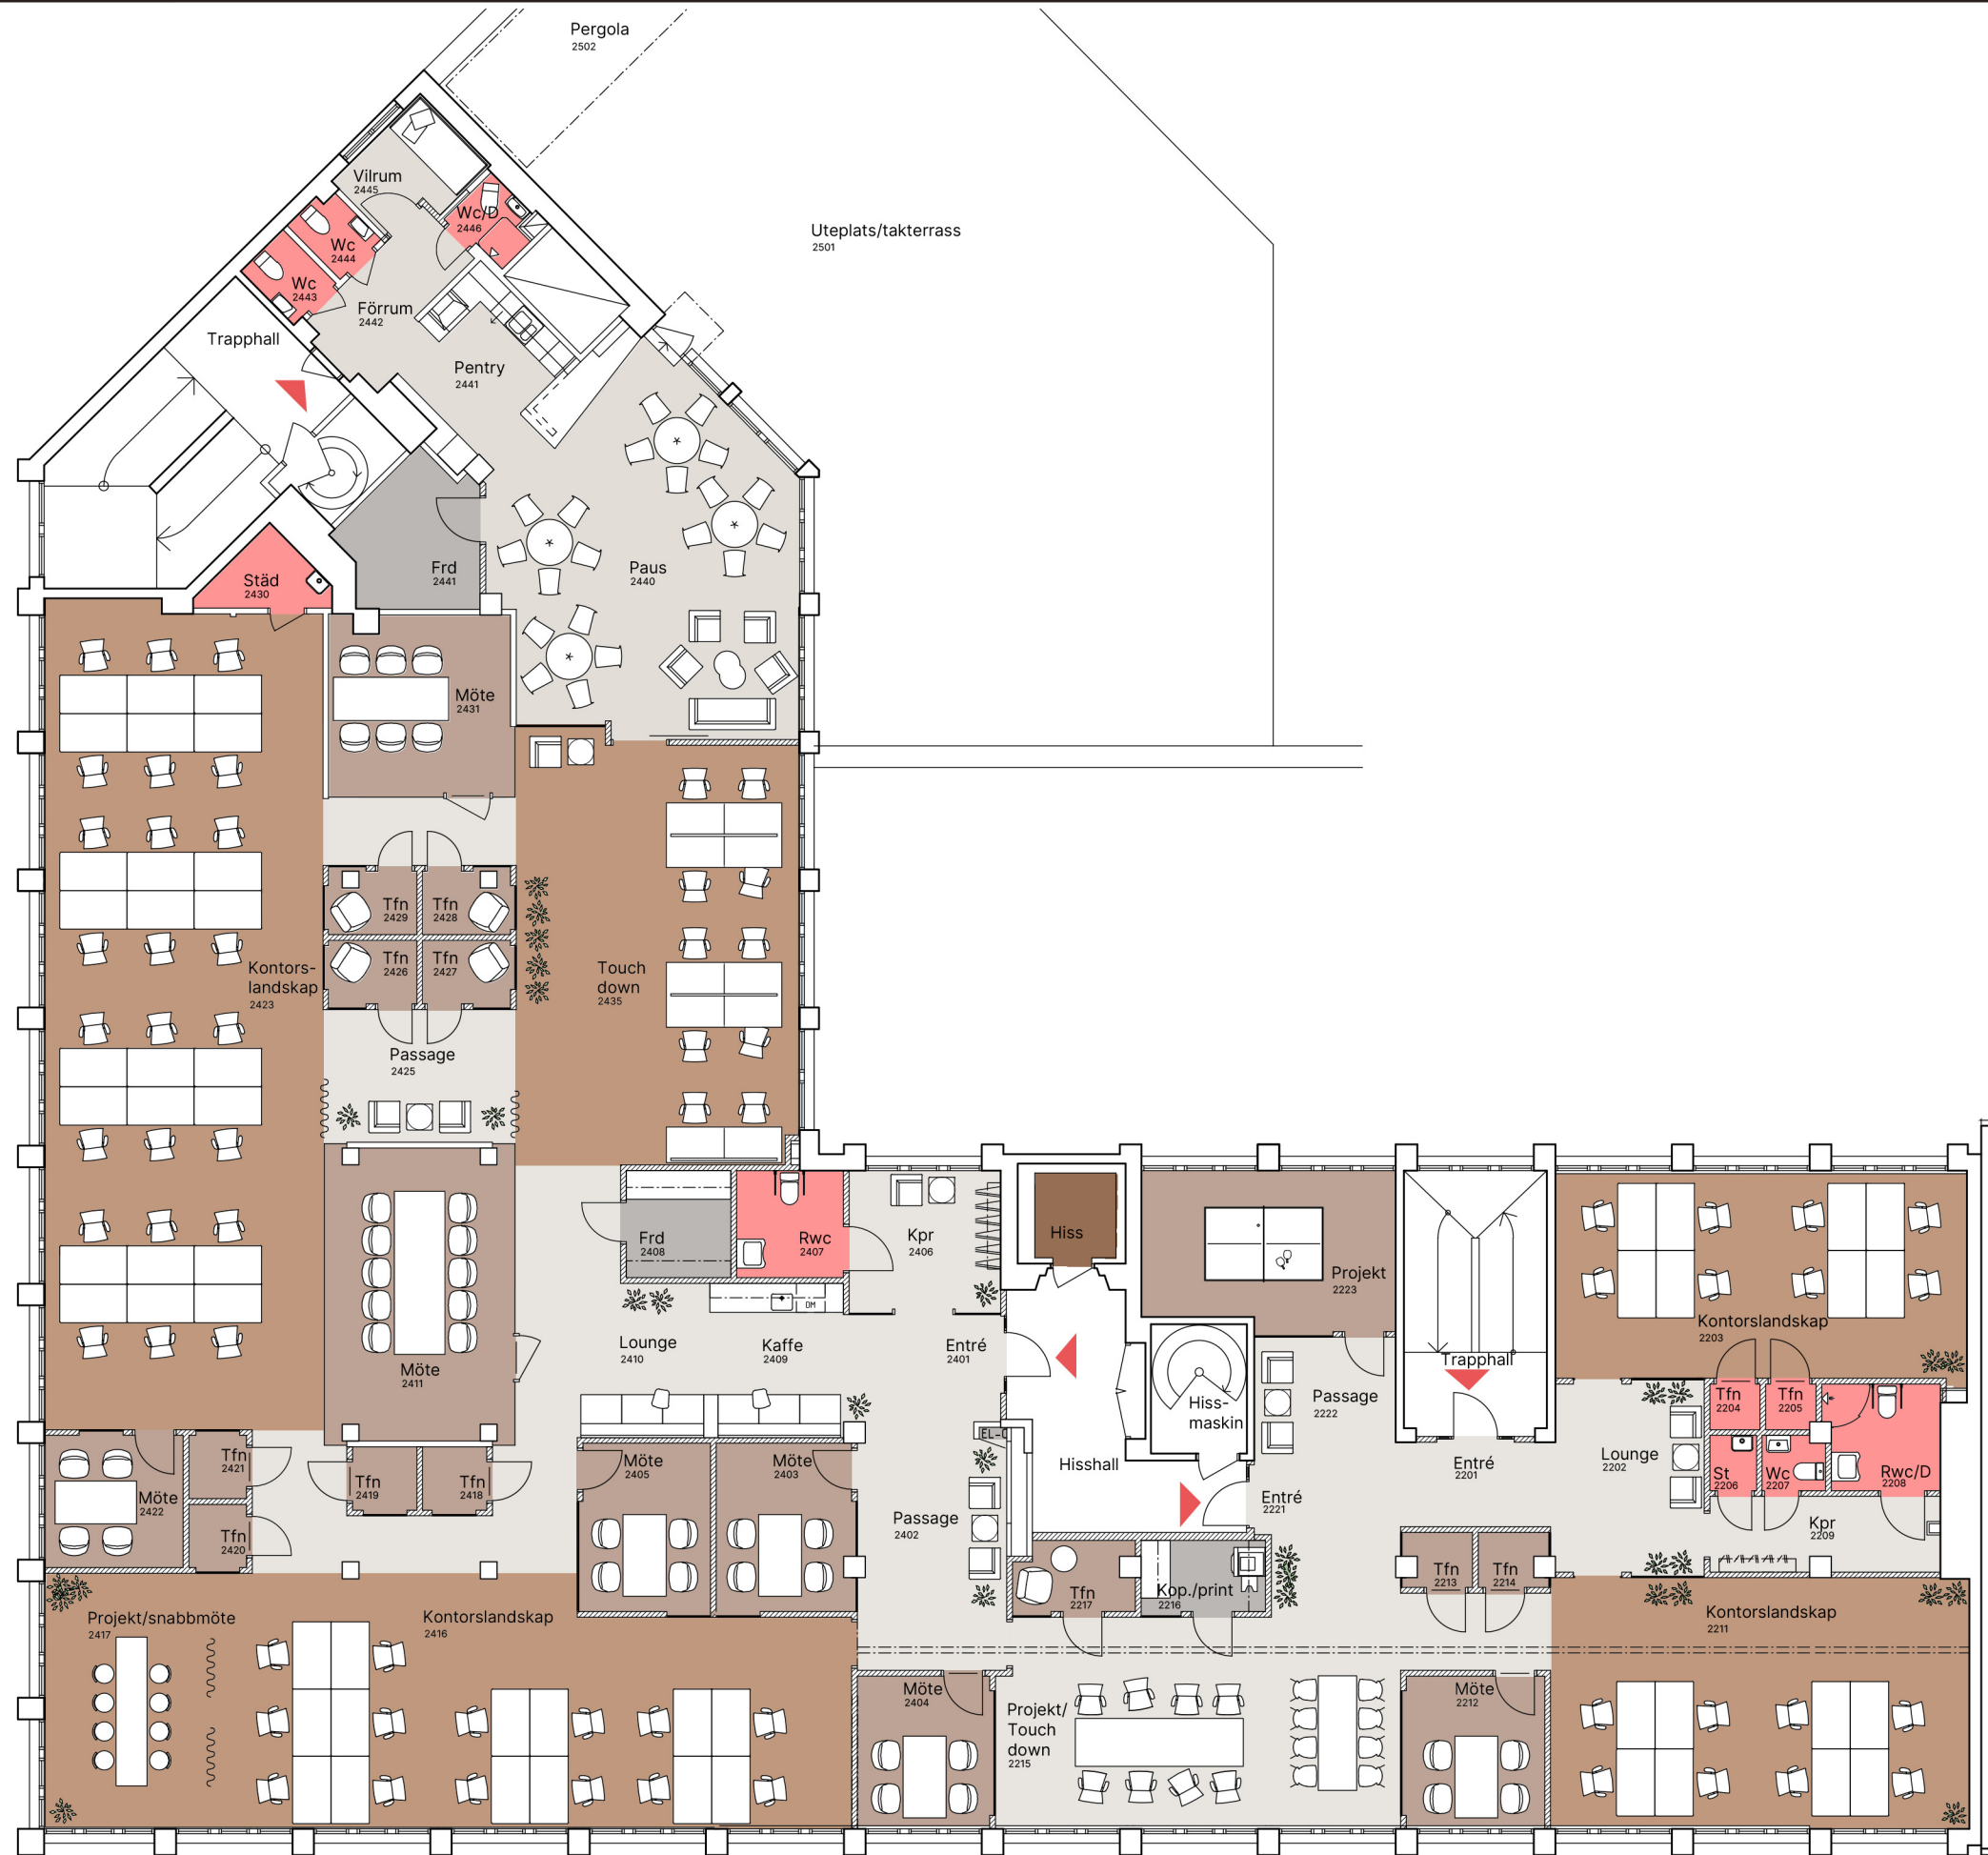 Pergola
2502
Vilrum
2445
Wc/D
2446
Uteplats/takterrass
2501
Wc
2444
Wc
2443
Förrum
2442
Trapphall
Pentry
2441
Städ
2430
Frd
2441
Paus
2440
Möte
2431
Tfn
2429
Tfn
2428
Tfn
2426
Tfn
2427
Kontors-
landskap
2423
Touch
down
2435
Passage
2425
Frd
2408
Rwc
2407
Kpr
2406
Hiss
Projekt
2223
DM
Lounge
2410
Kaffe
2409
Entré
2401
Möte
2411
Kontorslandskap
2203
Trapphall
Passage
2222
Hiss-
maskin
Tfn
2204
Tfn
2205
Tfn
2421
Möte
2422
Tfn
2420
Tfn
2419
Tfn
2418
Möte
2405
Möte
2403
EL-C
Hisshall
Entré
2201
Lounge
2202
St
2206
Wc
2207
Rwc/D
2208
Passage
2402
Entré
2221
Kpr
2209
Tfn
2217
Kop./print
2216
Tfn
2213
Tfn
2214
Projekt/snabbmöte
2417
Kontorslandskap
2416
Kontorslandskap
2211
Möte
2404
Projekt/
Touch
down
2215
Möte
2212